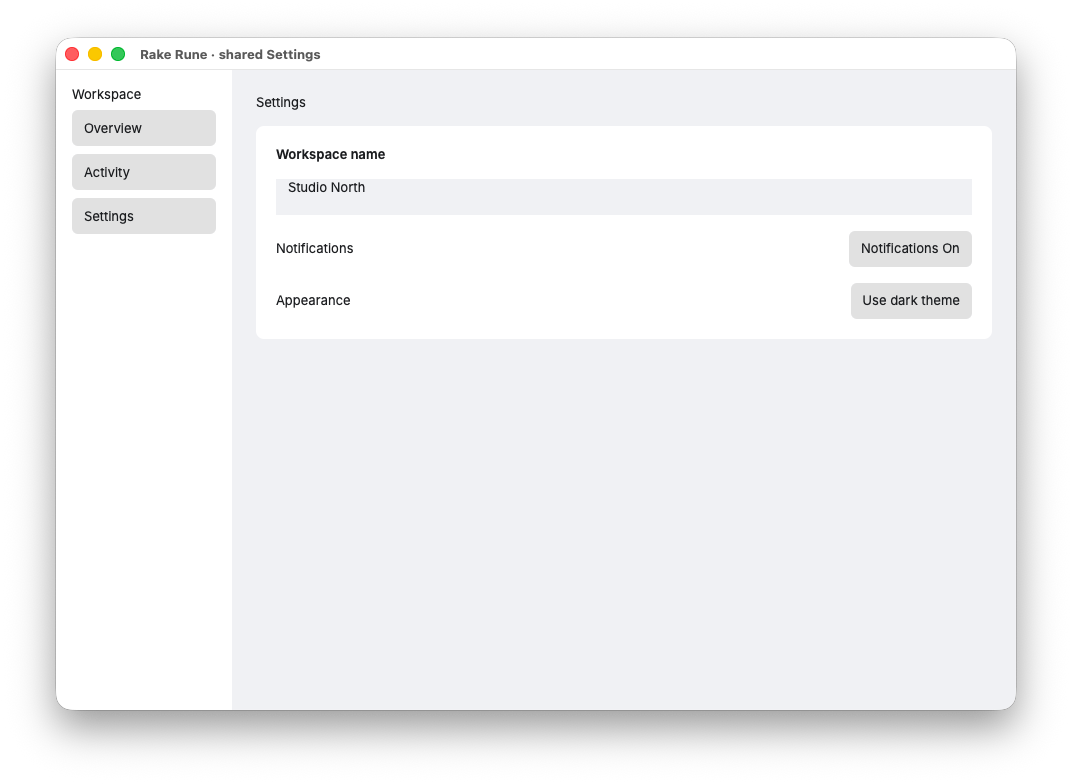 Rake Rune · shared Settings
Workspace
Overview
Activity
Settings
Settings
Workspace name
Studio North
Notifications
Notifications On
Appearance
Use dark theme